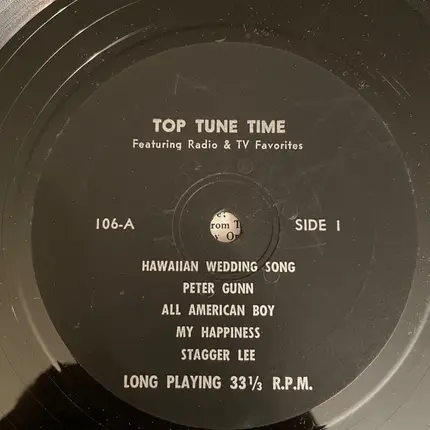 TOP TUNE TIME
Featuring Radio & TV Favorites
106-A
SIDE 1
HAWAIIAN WEDDING SONG
PETER GUNN
ALL AMERICAN BOY
MY HAPPINESS
STAGGER LEE
LONG PLAYING 33⅓ R.P.M.